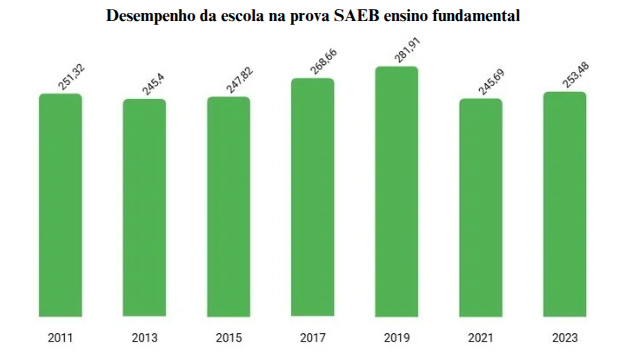 Desempenho da escola na prova SAEB ensino fundamental
251,32 245,4 247,82 268,66 281,91 245,69 253,48
2011 2013 2015 2017 2019 2021 2023